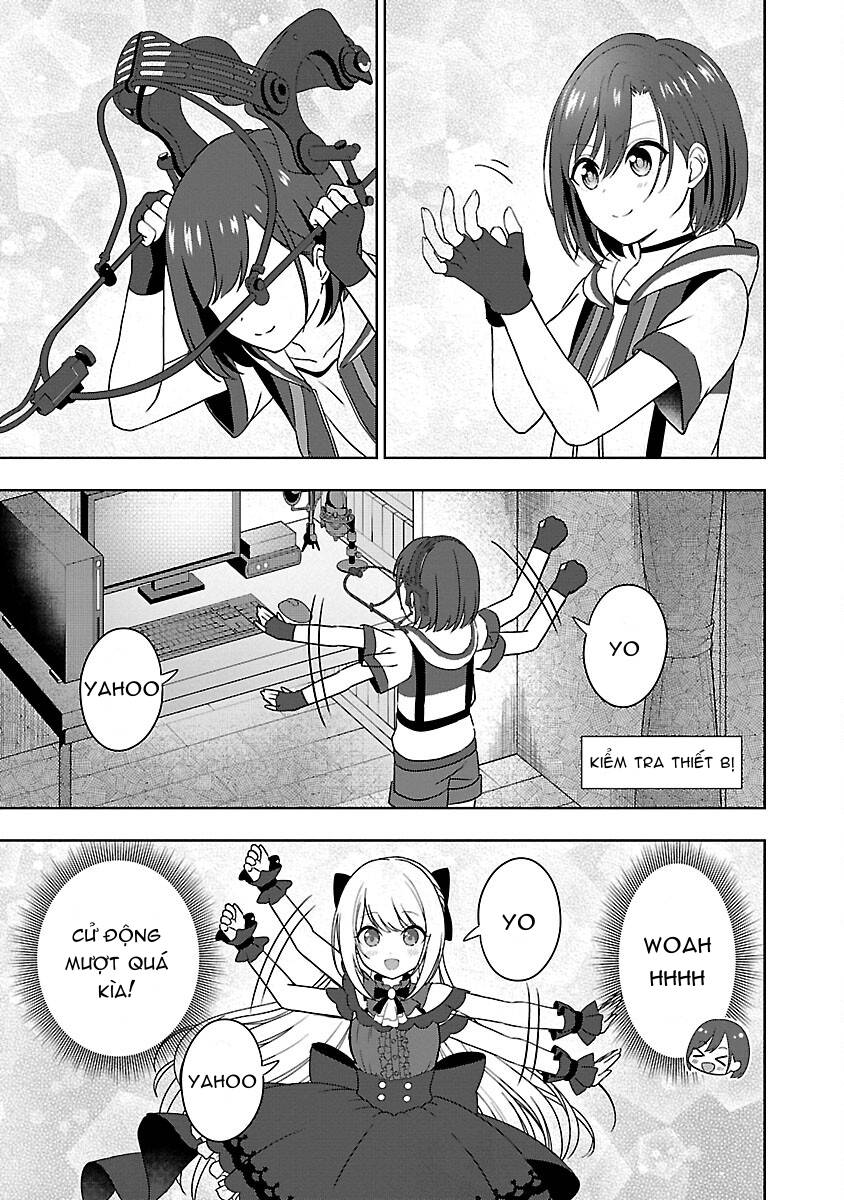 YO
YAHOO
KIỂM TRA THIẾT BỊ
WOAH
HHHH
YO
CỬ ĐỘNG
MƯỢT QUÁ
KÌA!
YAHOO